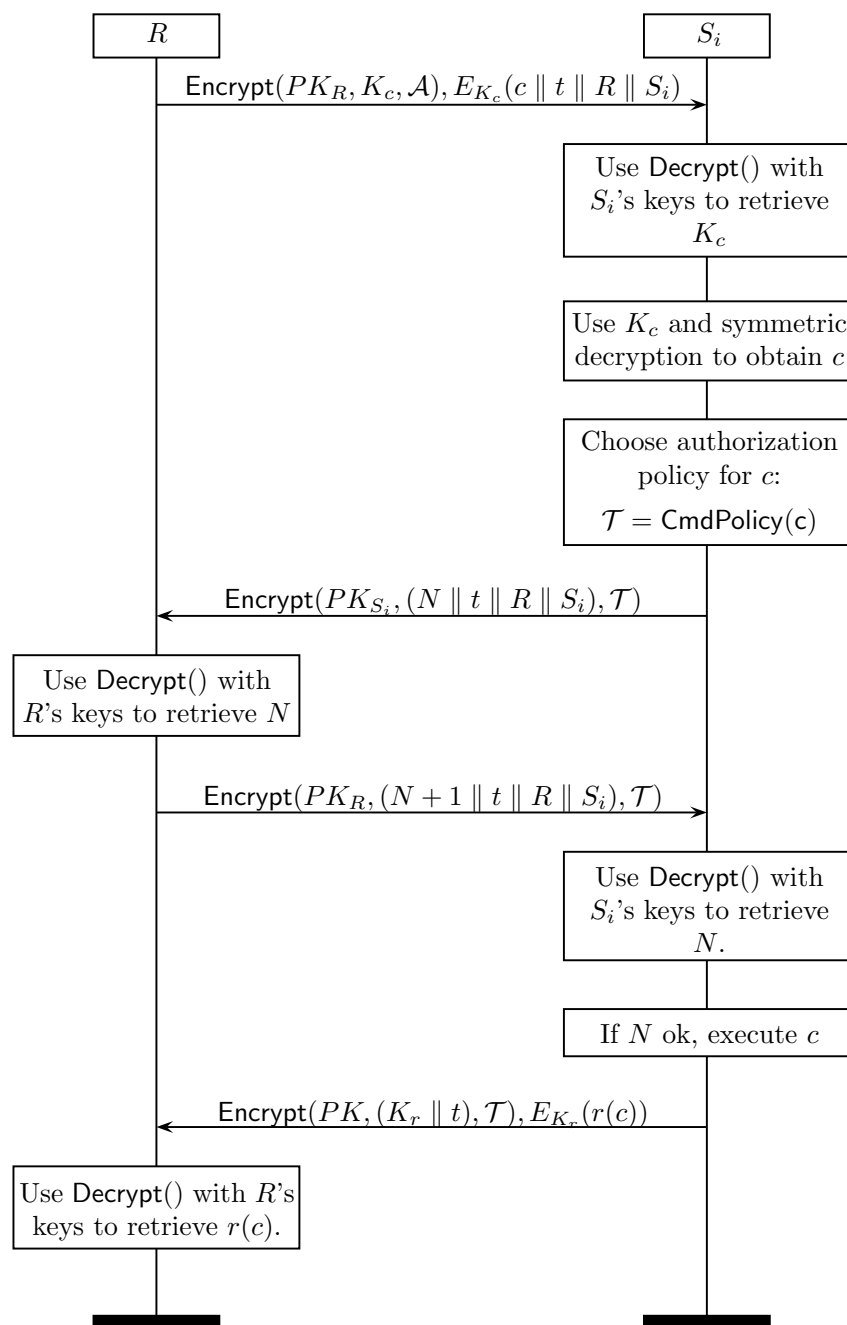 R
S_i
Encrypt(PK_R, K_c, 𝒜), E_{K_c}(c ∥ t ∥ R ∥ S_i)
Use Decrypt() with
S_i's keys to retrieve
K_c
Use K_c and symmetric
decryption to obtain c
Choose authorization
policy for c:
𝒯 = CmdPolicy(c)
Encrypt(PK_{S_i}, (N ∥ t ∥ R ∥ S_i), 𝒯)
Use Decrypt() with
R's keys to retrieve N
Encrypt(PK_R, (N + 1 ∥ t ∥ R ∥ S_i), 𝒯)
Use Decrypt() with
S_i's keys to retrieve
N.
If N ok, execute c
Encrypt(PK, (K_r ∥ t), 𝒯), E_{K_r}(r(c))
Use Decrypt() with R's
keys to retrieve r(c).